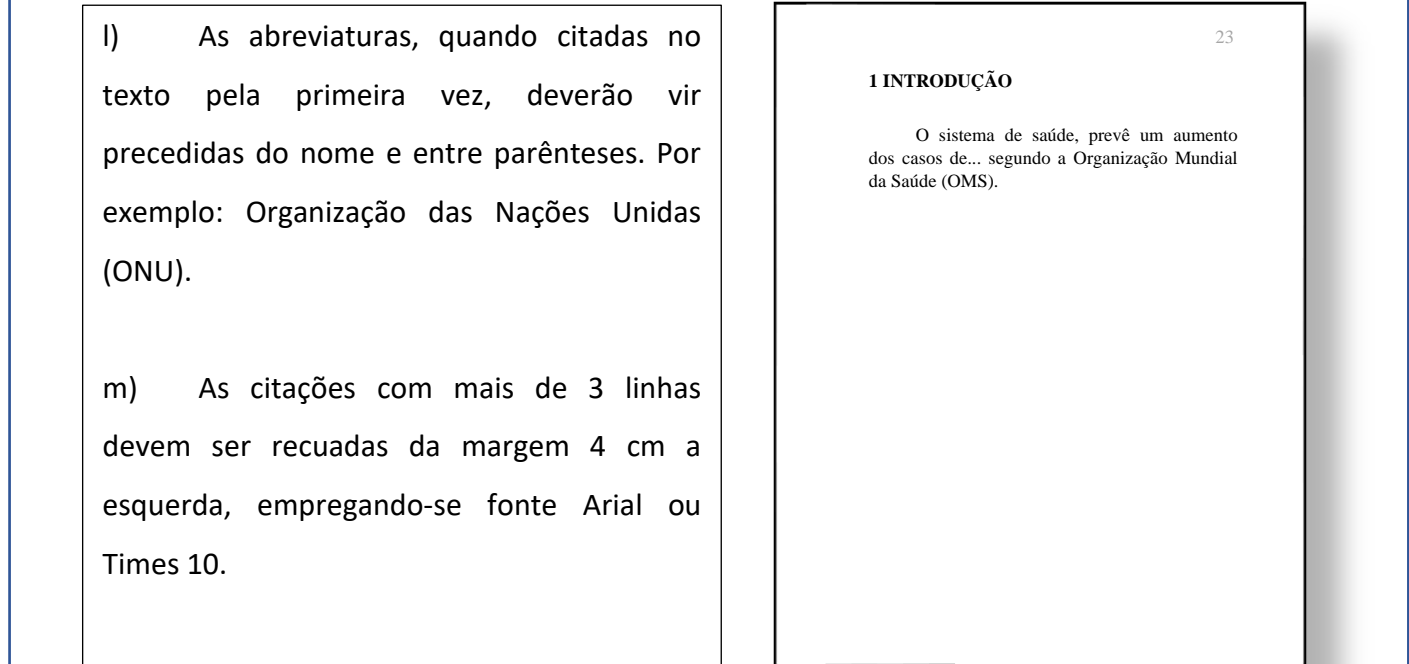 l) As abreviaturas, quando citadas no
texto pela primeira vez, deverão vir
precedidas do nome e entre parênteses. Por
exemplo: Organização das Nações Unidas
(ONU).
m) As citações com mais de 3 linhas
devem ser recuadas da margem 4 cm a
esquerda, empregando-se fonte Arial ou
Times 10.
23
1 INTRODUÇÃO
O sistema de saúde, prevê um aumento
dos casos de... segundo a Organização Mundial
da Saúde (OMS).